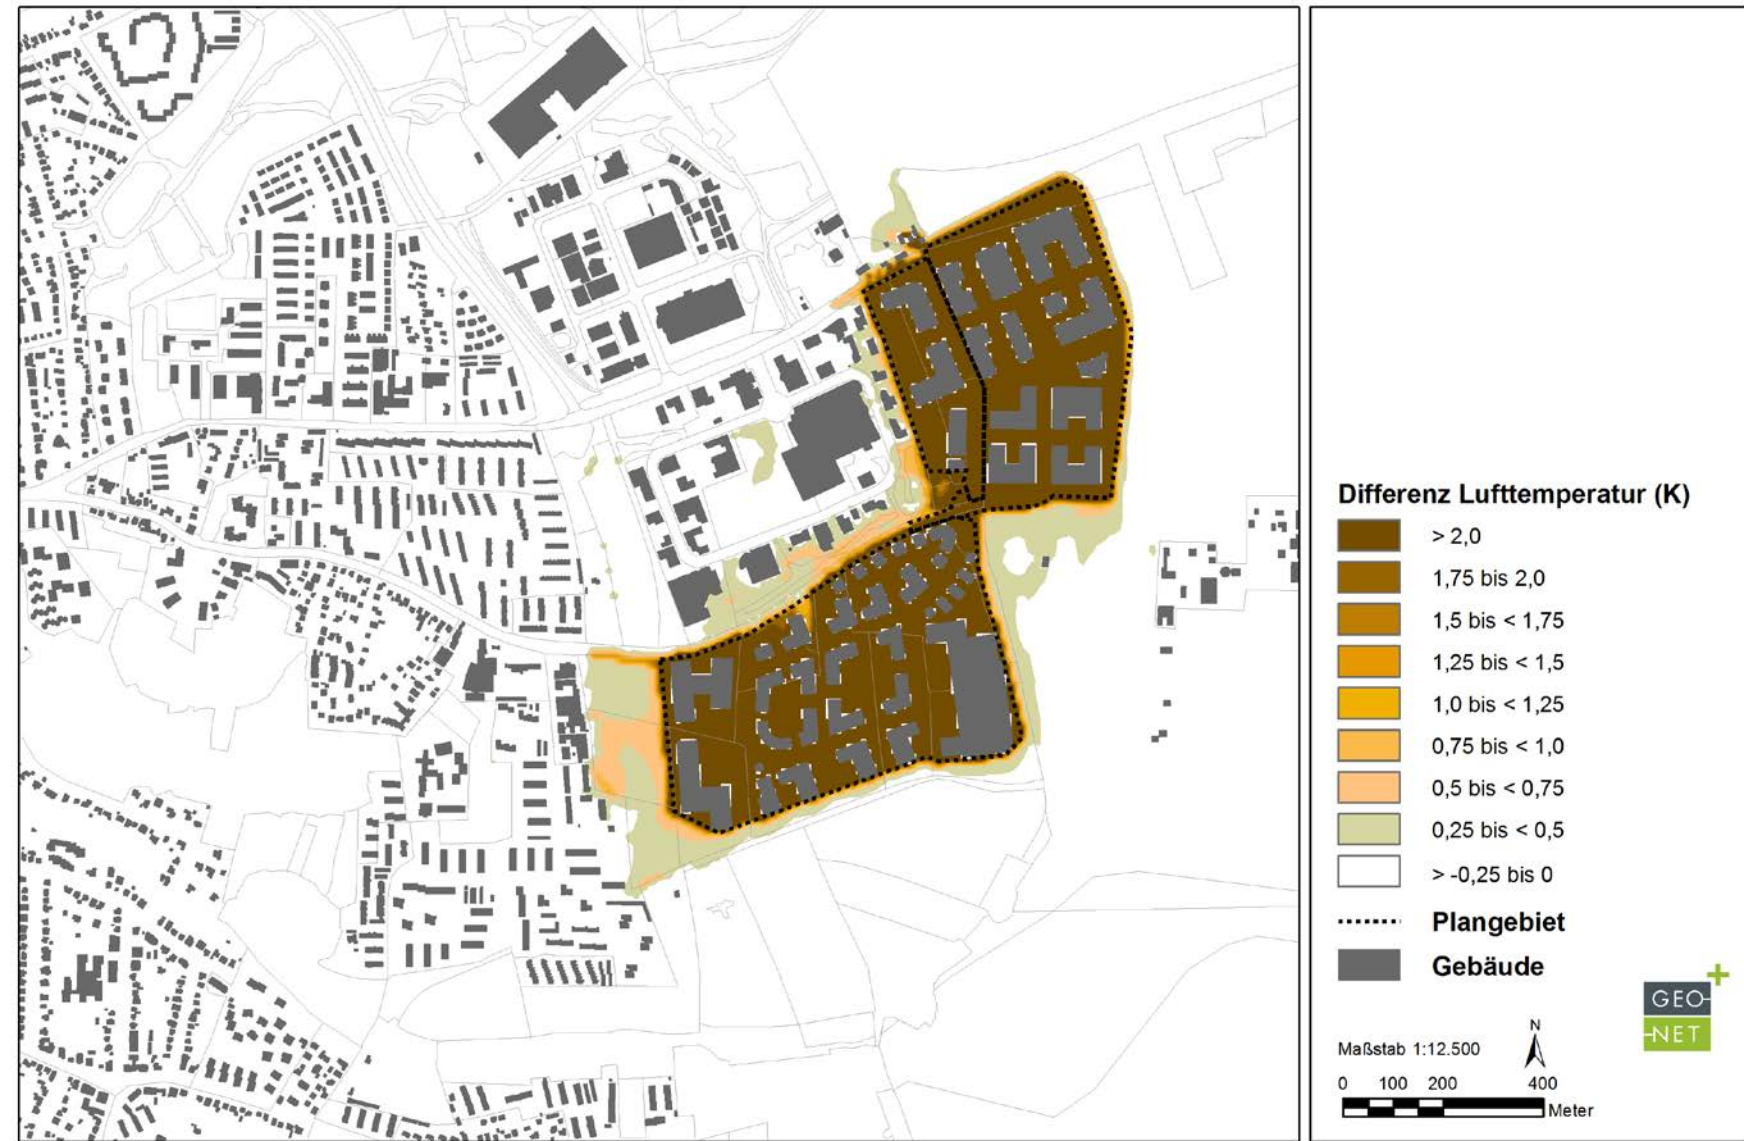 Differenz Lufttemperatur (K)
> 2,0
1,75 bis 2,0
1,5 bis < 1,75
1,25 bis < 1,5
1,0 bis < 1,25
0,75 bis < 1,0
0,5 bis < 0,75
0,25 bis < 0,5
> -0,25 bis 0
Plangebiet
Gebäude
GEO-
-NET
N
Maßstab 1:12.500
0 100 200 400
Meter